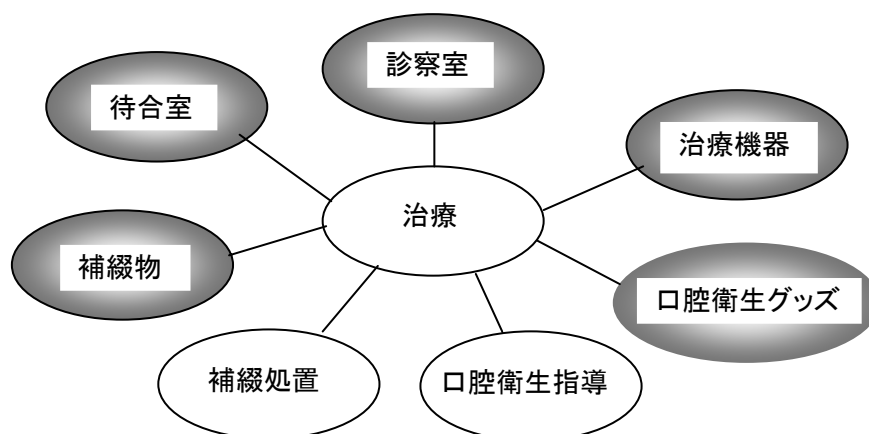 診察室
待合室
治療機器
治療
補綴物
口腔衛生グッズ
補綴処置
口腔衛生指導